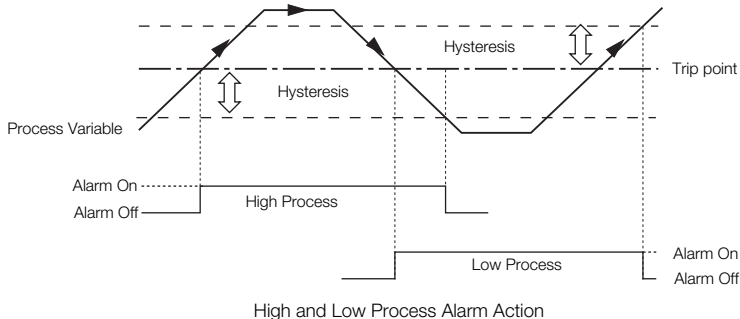 Hysteresis
Trip point
Hysteresis
Process Variable
Alarm On
High Process
Alarm Off
Alarm On
Low Process
Alarm Off
High and Low Process Alarm Action